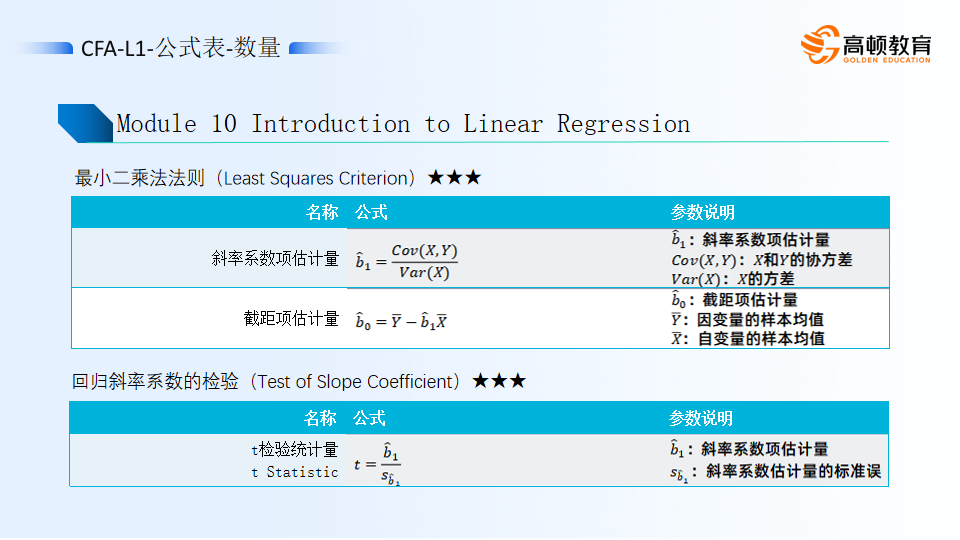 CFA-L1-公式表-数量
高顿教育
GOLDEN EDUCATION
Module 10 Introduction to Linear Regression
最小二乘法法则（Least Squares Criterion）★★★
名称 公式 参数说明
斜率系数项估计量 b̂₁ = Cov(X,Y) / Var(X)
b̂₁：斜率系数项估计量
Cov(X,Y)：X和Y的协方差
Var(X)：X的方差
截距项估计量 b̂₀ = Y̅ − b̂₁X̅
b̂₀：截距项估计量
Y̅：因变量的样本均值
X̅：自变量的样本均值
回归斜率系数的检验（Test of Slope Coefficient）★★★
名称 公式 参数说明
t检验统计量
t Statistic
t = b̂₁ / s_b̂₁
b̂₁：斜率系数项估计量
s_b̂₁：斜率系数估计量的标准误